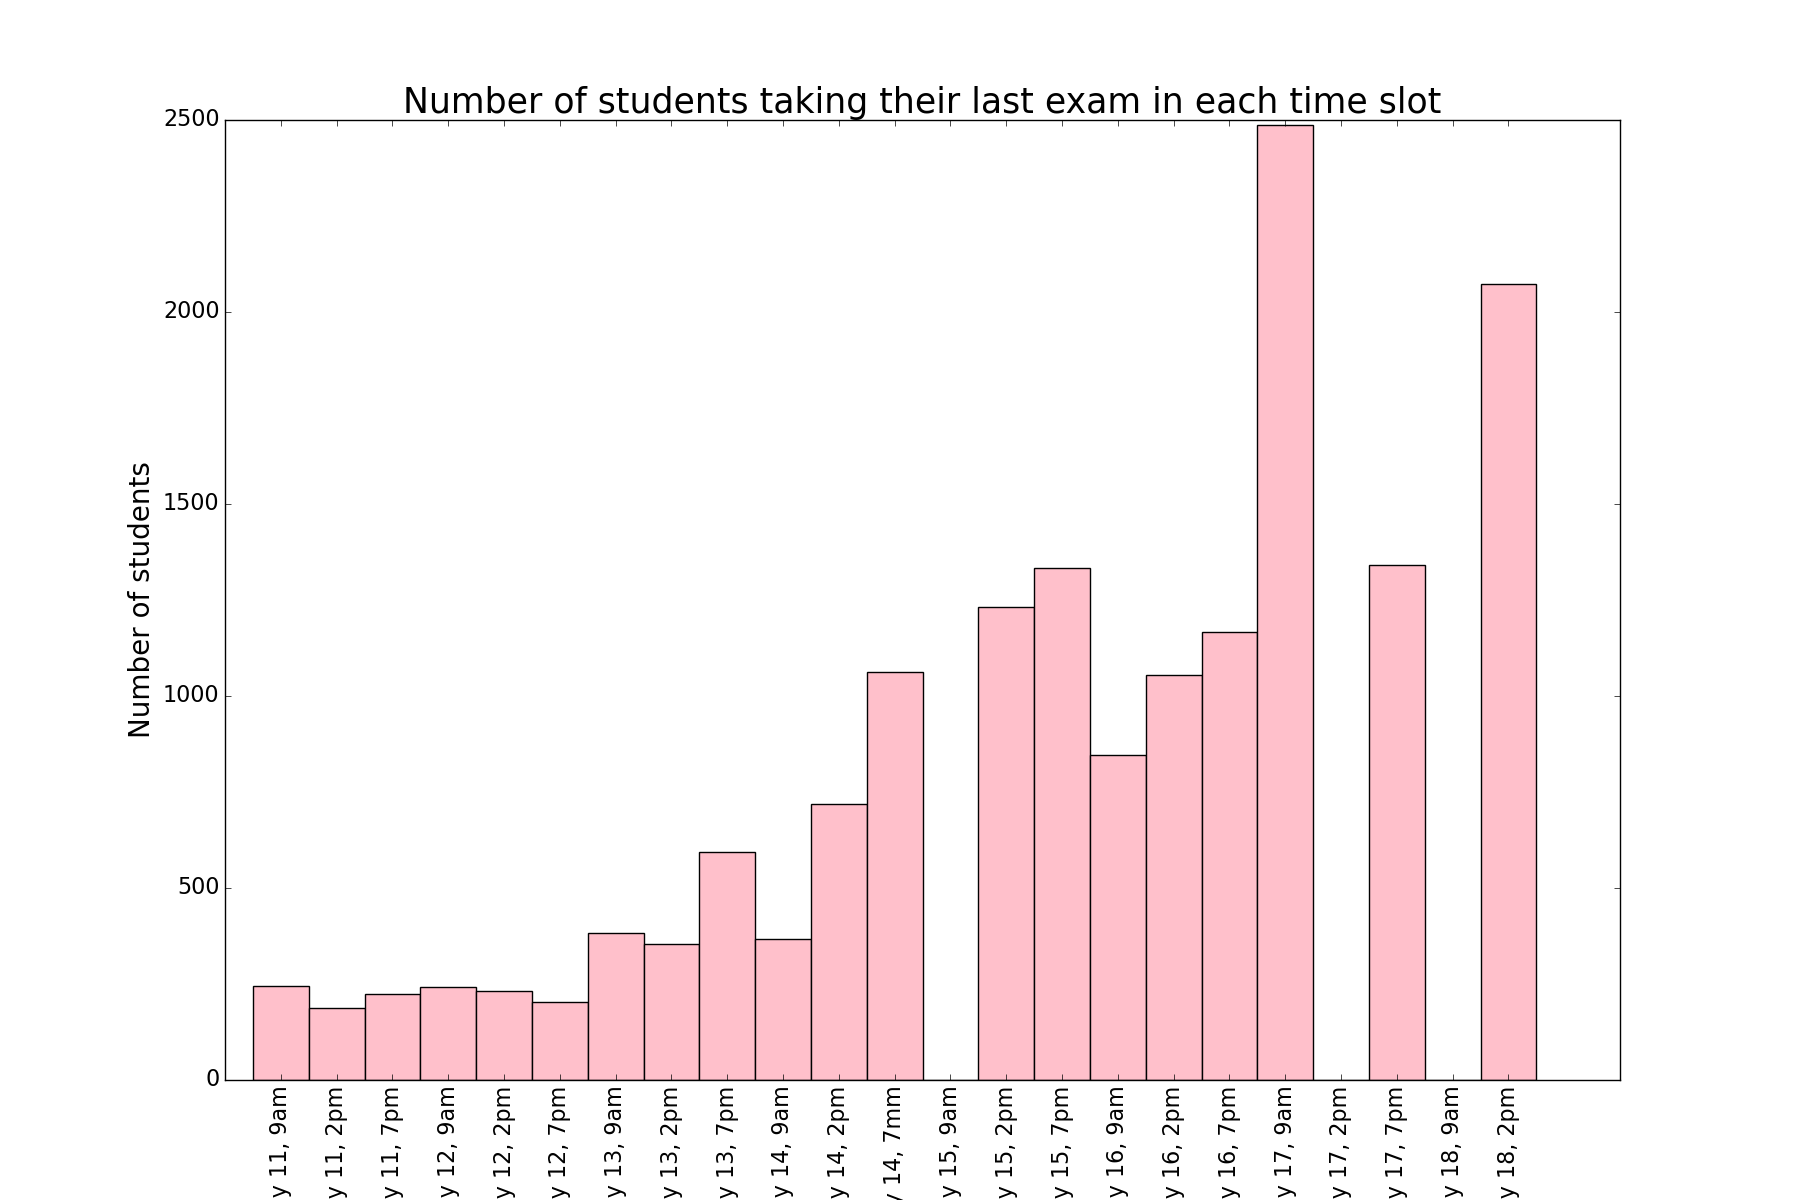 Number of students taking their last exam in each time slot
Number of students
2500
2000
1500
1000
500
0
y 11, 9am
y 11, 2pm
y 11, 7pm
y 12, 9am
y 12, 2pm
y 12, 7pm
y 13, 9am
y 13, 2pm
y 13, 7pm
y 14, 9am
y 14, 2pm
y 14, 7mm
y 15, 9am
y 15, 2pm
y 15, 7pm
y 16, 9am
y 16, 2pm
y 16, 7pm
y 17, 9am
y 17, 2pm
y 17, 7pm
y 18, 9am
y 18, 2pm